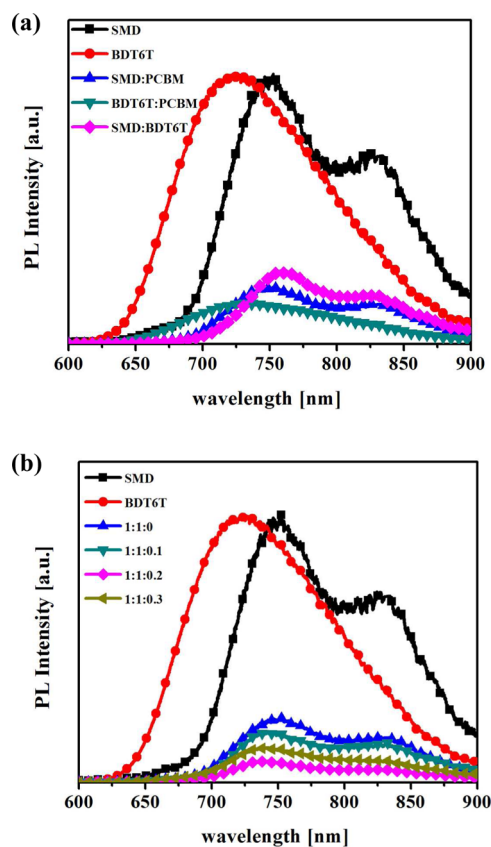 (a)
SMD
BDT6T
SMD:PCBM
BDT6T:PCBM
SMD:BDT6T
PL Intensity [a.u.]
600 650 700 750 800 850 900
wavelength [nm]
(b)
SMD
BDT6T
1:1:0
1:1:0.1
1:1:0.2
1:1:0.3
PL Intensity [a.u.]
600 650 700 750 800 850 900
wavelength [nm]